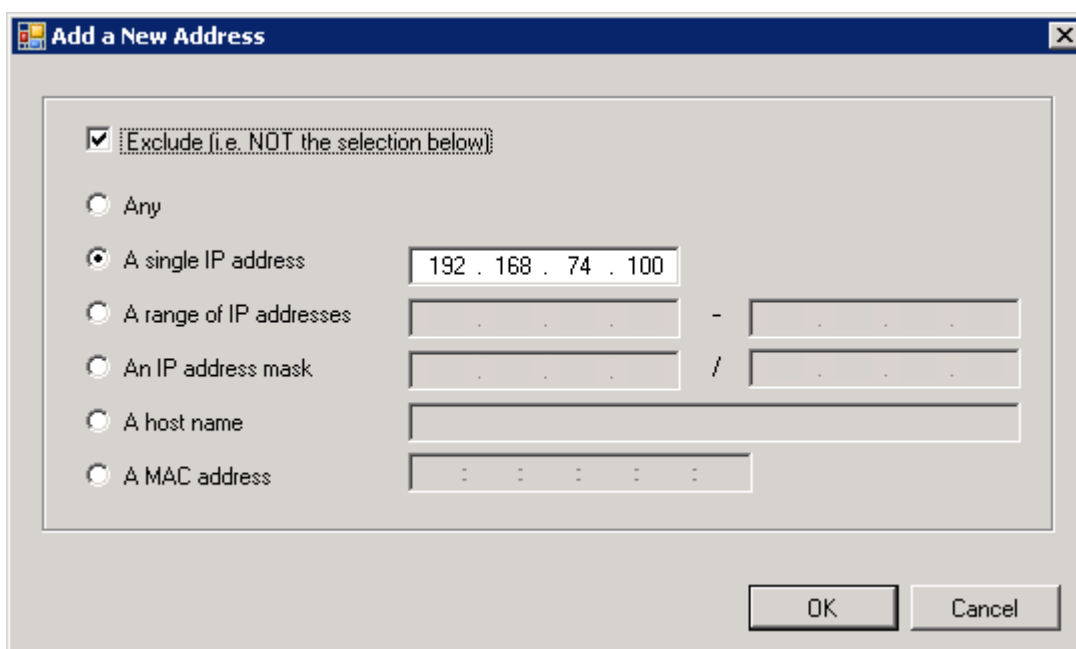 Add a New Address
Exclude (i.e. NOT the selection below)
Any
A single IP address 192 . 168 . 74 . 100
A range of IP addresses . . . - . . .
An IP address mask . . . / . . .
A host name
A MAC address : : : : :
OK Cancel